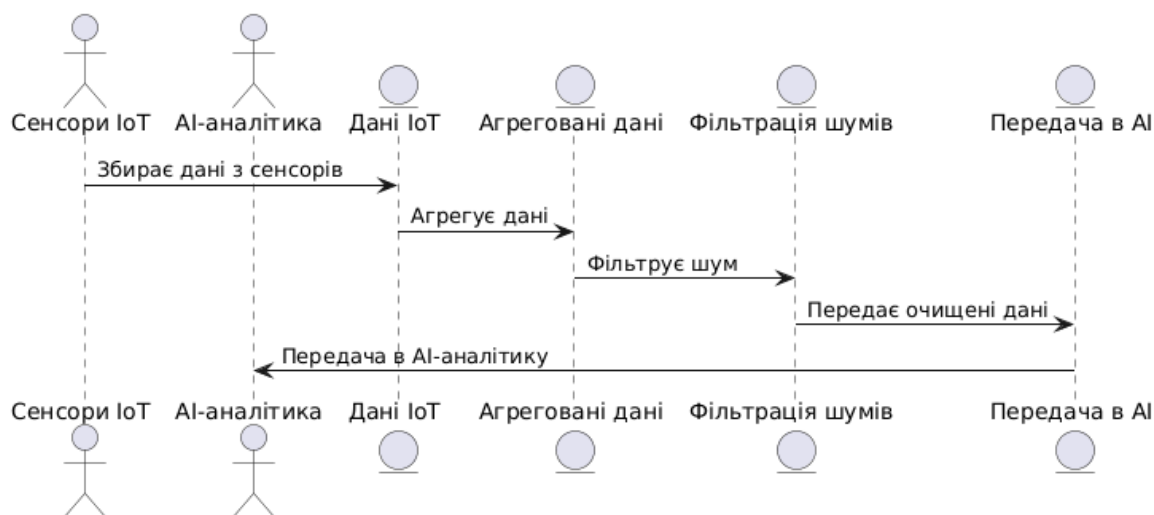 Сенсори IoT AI-аналітика Дані IoT Агреговані дані Фільтрація шумів Передача в AI
Збирає дані з сенсорів
Агрегує дані
Фільтрує шум
Передає очищені дані
Передача в AI-аналітику
Сенсори IoT AI-аналітика Дані IoT Агреговані дані Фільтрація шумів Передача в AI